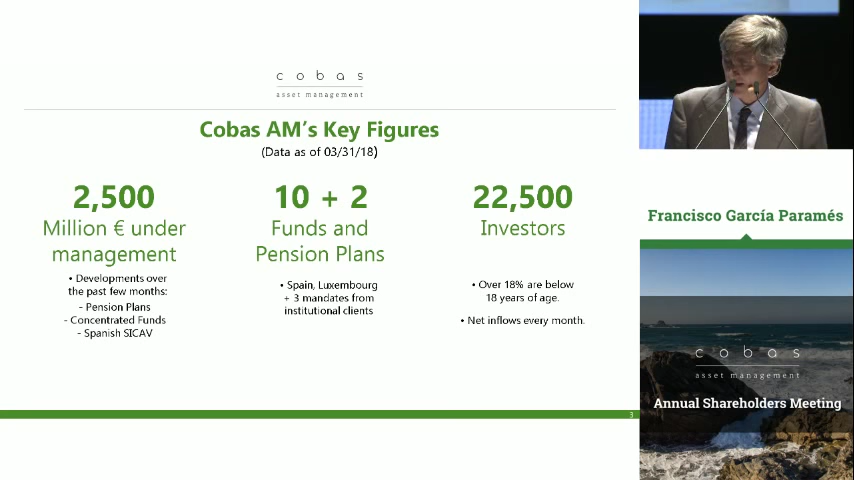 cobas
asset management
Cobas AM's Key Figures
(Data as of 03/31/18)
2,500
Million € under
management
• Developments over
the past few months:
- Pension Plans
- Concentrated Funds
- Spanish SICAV
10 + 2
Funds and
Pension Plans
• Spain, Luxembourg
+ 3 mandates from
institutional clients
22,500
Investors
• Over 18% are below
18 years of age.
• Net inflows every month.
3
Francisco García Paramés
cobas
asset management
Annual Shareholders Meeting